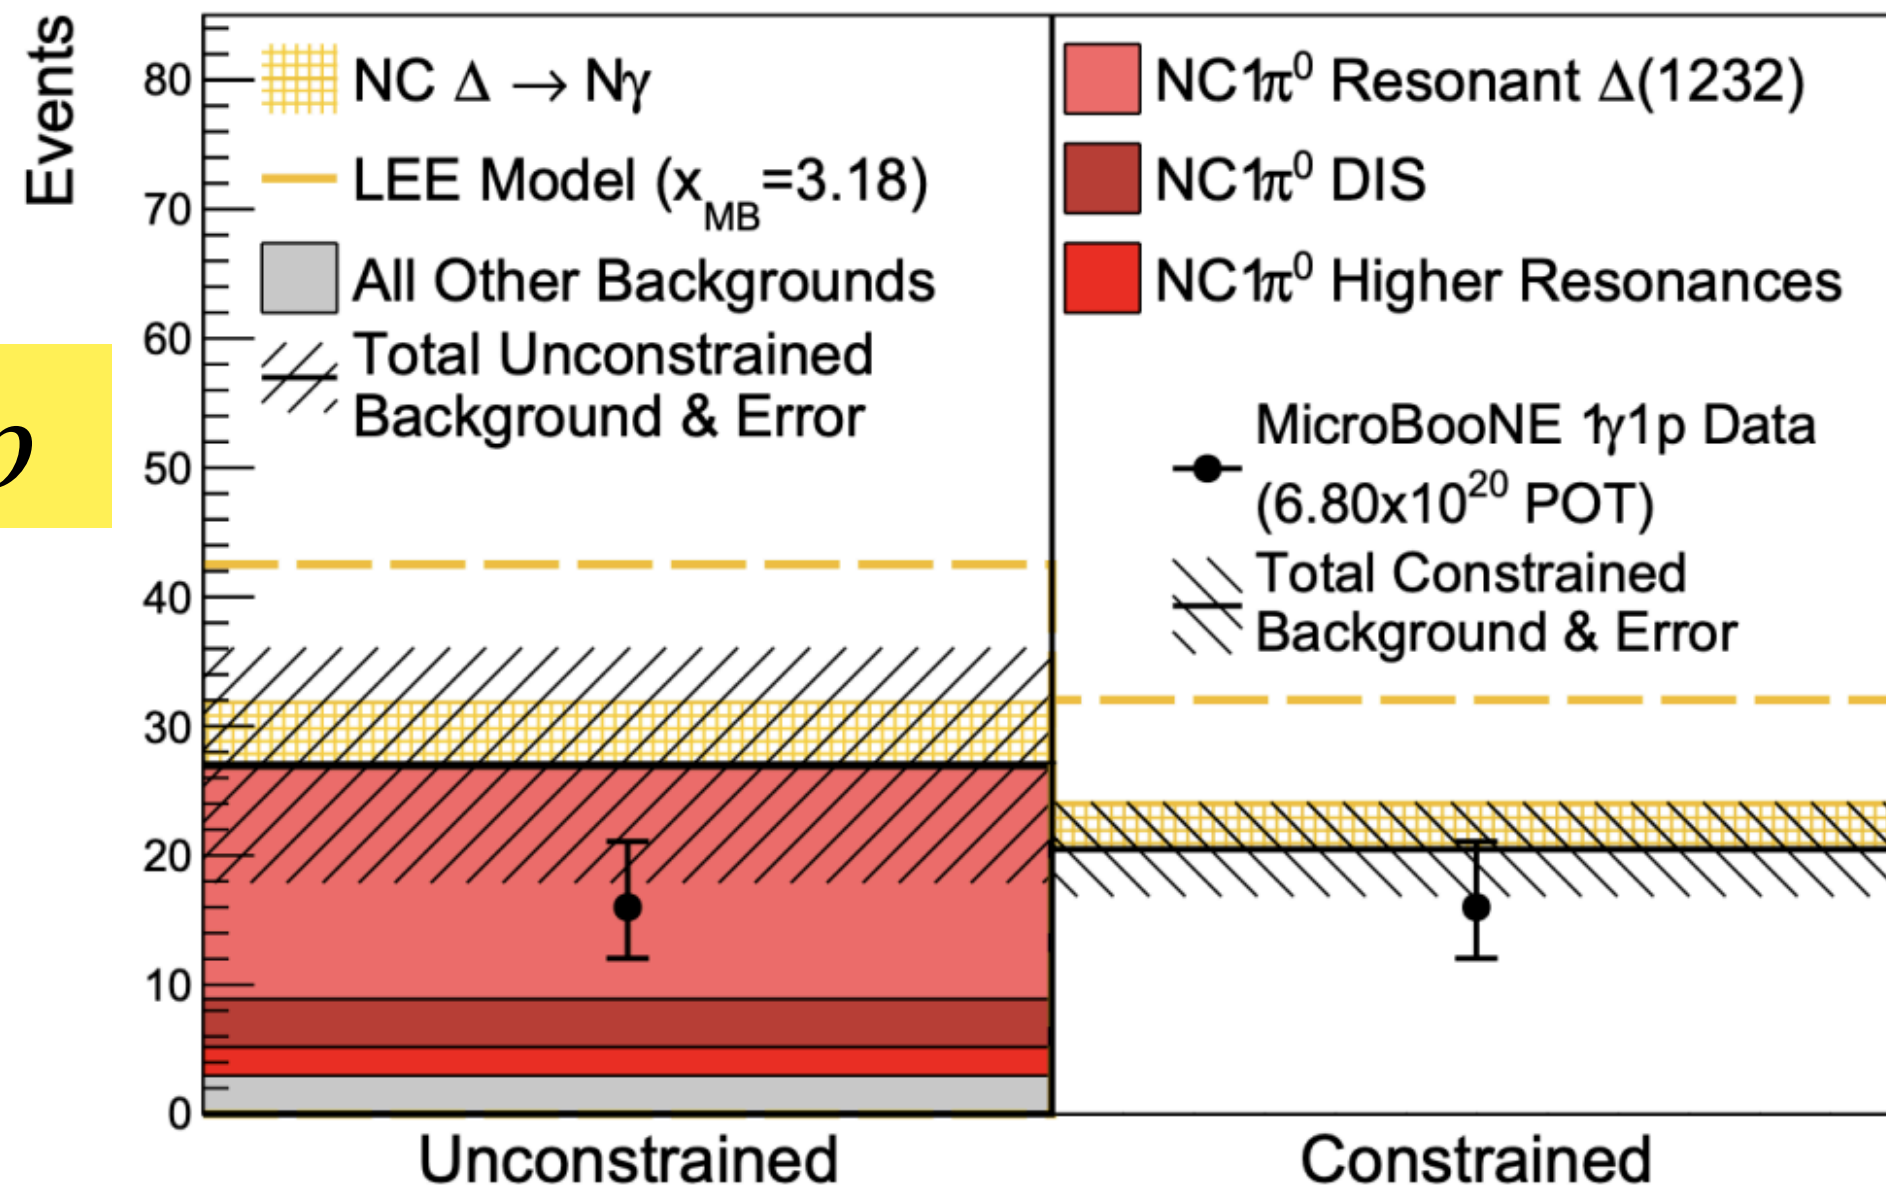 Events
80
70
60
50
40
30
20
10
0
NC Δ → Nγ
LEE Model (x_MB=3.18)
All Other Backgrounds
Total Unconstrained
Background & Error
NC1π⁰ Resonant Δ(1232)
NC1π⁰ DIS
NC1π⁰ Higher Resonances
MicroBooNE 1γ1p Data
(6.80x10²⁰ POT)
Total Constrained
Background & Error
p
Unconstrained
Constrained